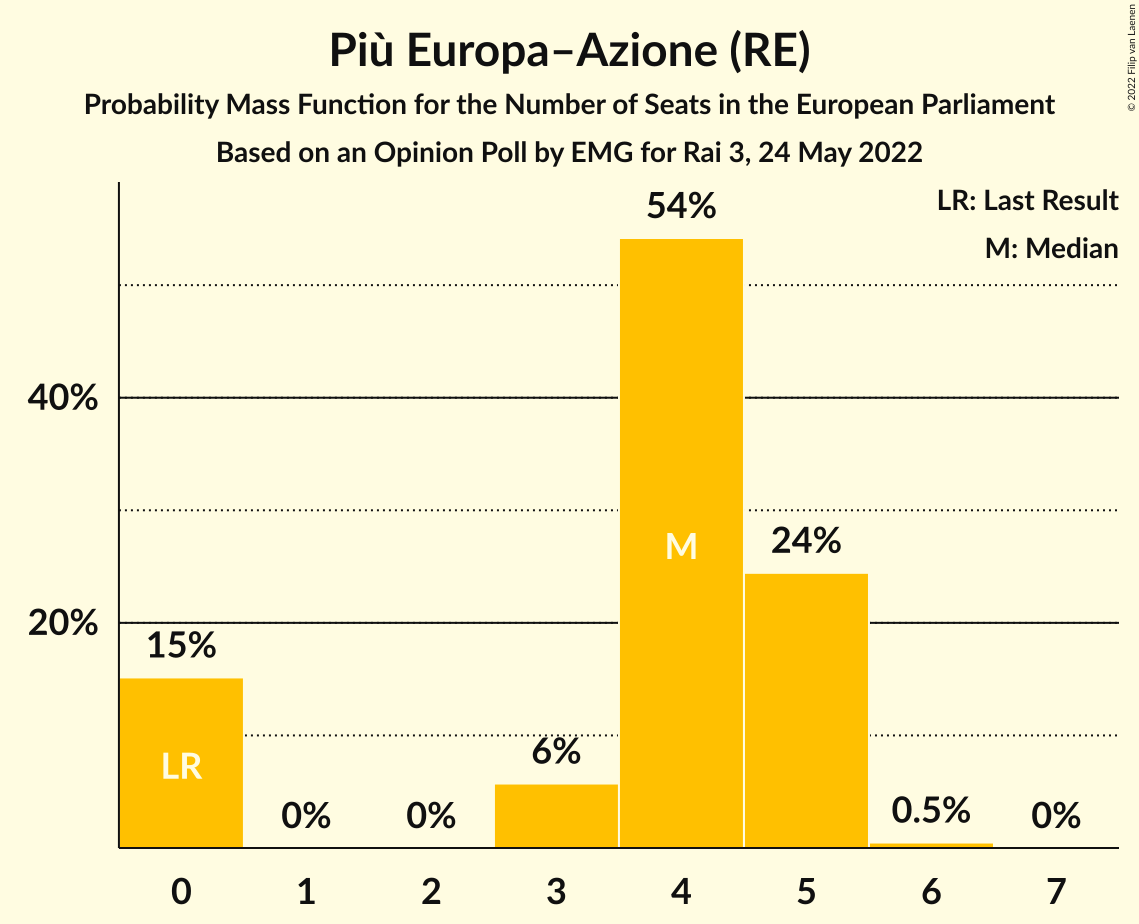 Più Europa–Azione (RE)
Probability Mass Function for the Number of Seats in the European Parliament
Based on an Opinion Poll by EMG for Rai 3, 24 May 2022
© 2022 Filip van Laenen
LR: Last Result
M: Median
54%
40%
M
24%
20%
15%
LR
6%
0%
0%
0.5%
0%
0 1 2 3 4 5 6 7